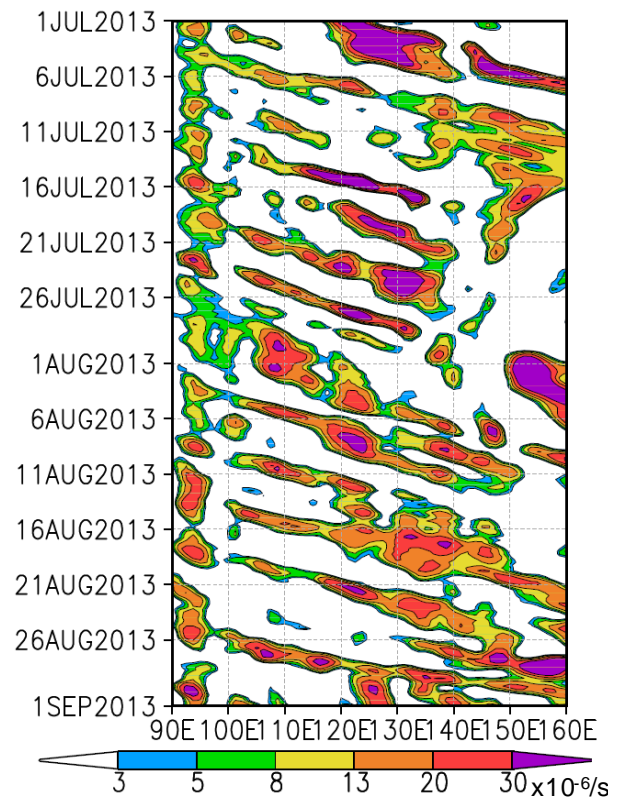 1JUL2013
6JUL2013
11JUL2013
16JUL2013
21JUL2013
26JUL2013
1AUG2013
6AUG2013
11AUG2013
16AUG2013
21AUG2013
26AUG2013
1SEP2013
90E 100E 110E 120E 130E 140E 150E 160E
3 5 8 13 20 30 x10⁻⁶/s